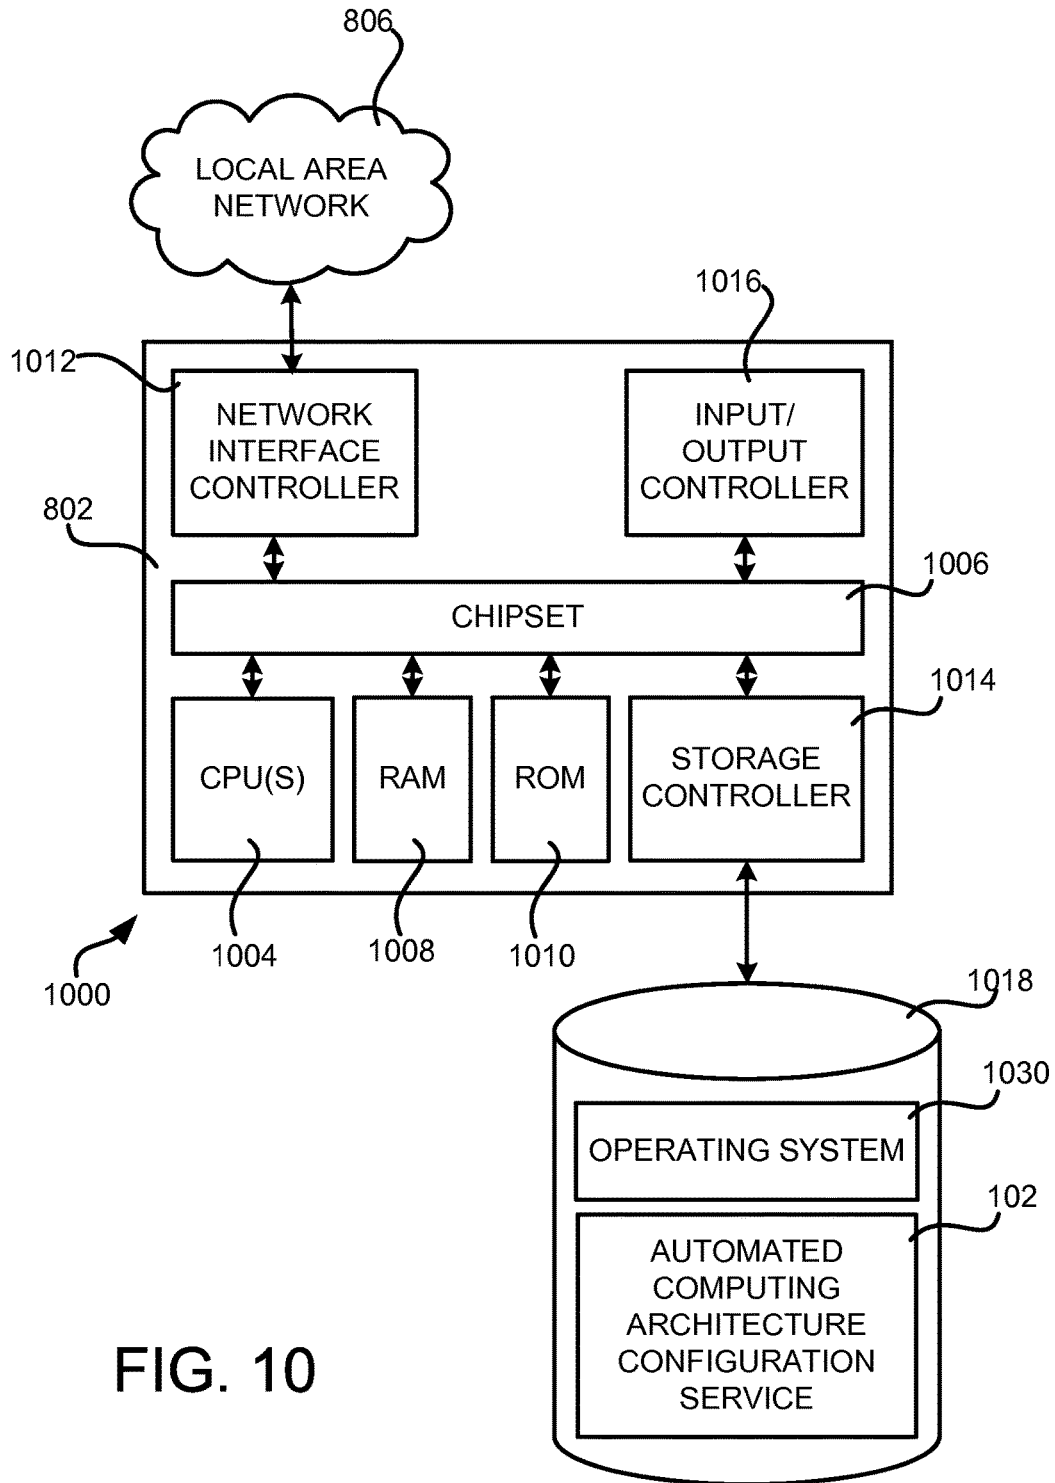 806
LOCAL AREA
NETWORK
1016
1012
NETWORK
INTERFACE
CONTROLLER
INPUT/
OUTPUT
CONTROLLER
802
1006
CHIPSET
1014
CPU(S)
RAM
ROM
STORAGE
CONTROLLER
1004
1008
1010
1000
1018
1030
OPERATING SYSTEM
102
AUTOMATED
COMPUTING
ARCHITECTURE
CONFIGURATION
SERVICE
FIG. 10